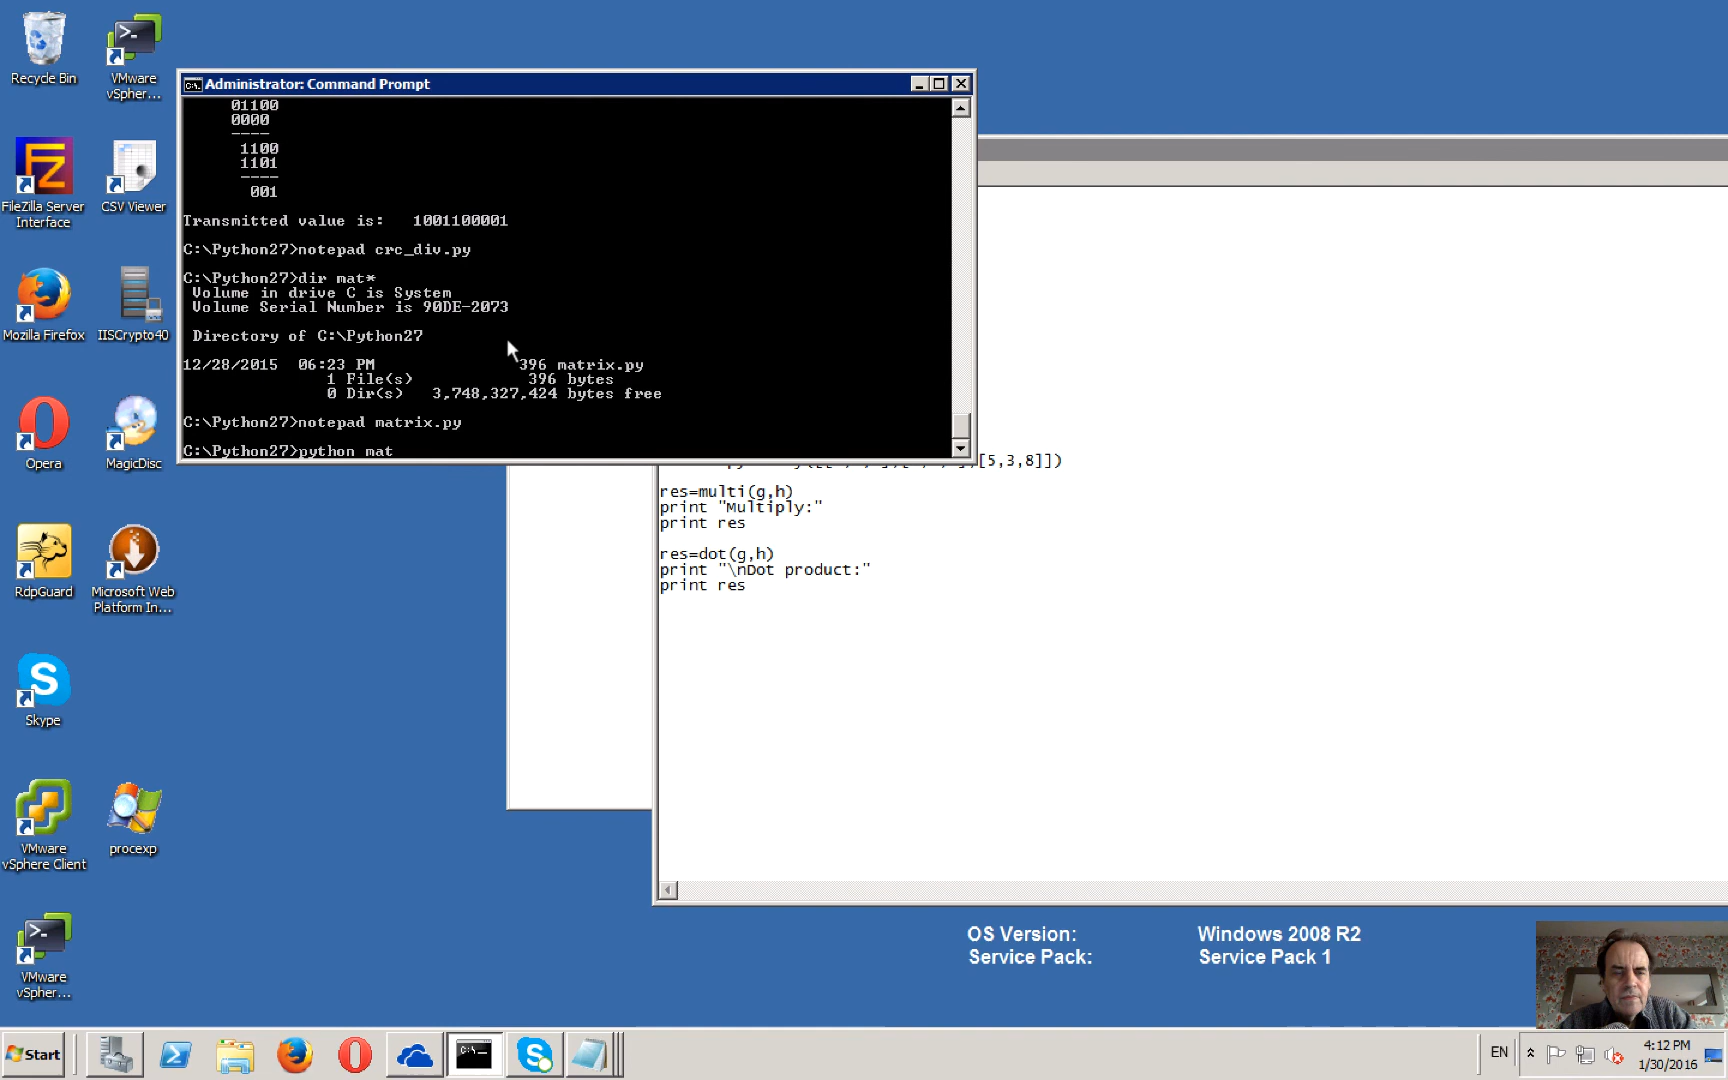 Recycle Bin
VMware
vSpher...
FileZilla Server
Interface
CSV Viewer
Mozilla Firefox
IISCrypto40
Opera
MagicDisc
RdpGuard
Microsoft Web
Platform In...
Skype
VMware
vSphere Client
procexp
VMware
vSpher...
Administrator: Command Prompt
01100
0000
----
1100
1101
----
001
Transmitted value is:   1001100001
C:\Python27>notepad crc_div.py
C:\Python27>dir mat*
Volume in drive C is System
Volume Serial Number is 90DE-2073
Directory of C:\Python27
12/28/2015  06:23 PM               396 matrix.py
1 File(s)            396 bytes
0 Dir(s)   3,748,327,424 bytes free
C:\Python27>notepad matrix.py
C:\Python27>python mat
[5,3,8]])
res=multi(g,h)
print "Multiply:"
print res
res=dot(g,h)
print "\nDot product:"
print res
OS Version: Windows 2008 R2
Service Pack: Service Pack 1
Start
EN
4:12 PM
1/30/2016